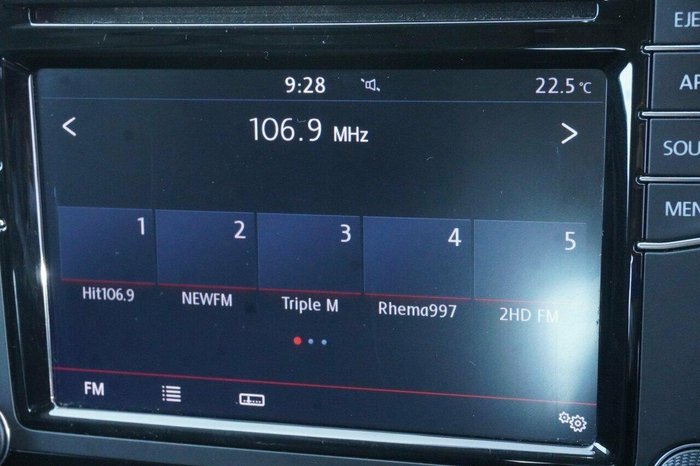 9:28 22.5°C
106.9 MHz
1 2 3 4 5
Hit106.9 NEWFM Triple M Rhema997 2HD FM
FM
EJE
AP
SOU
MEN